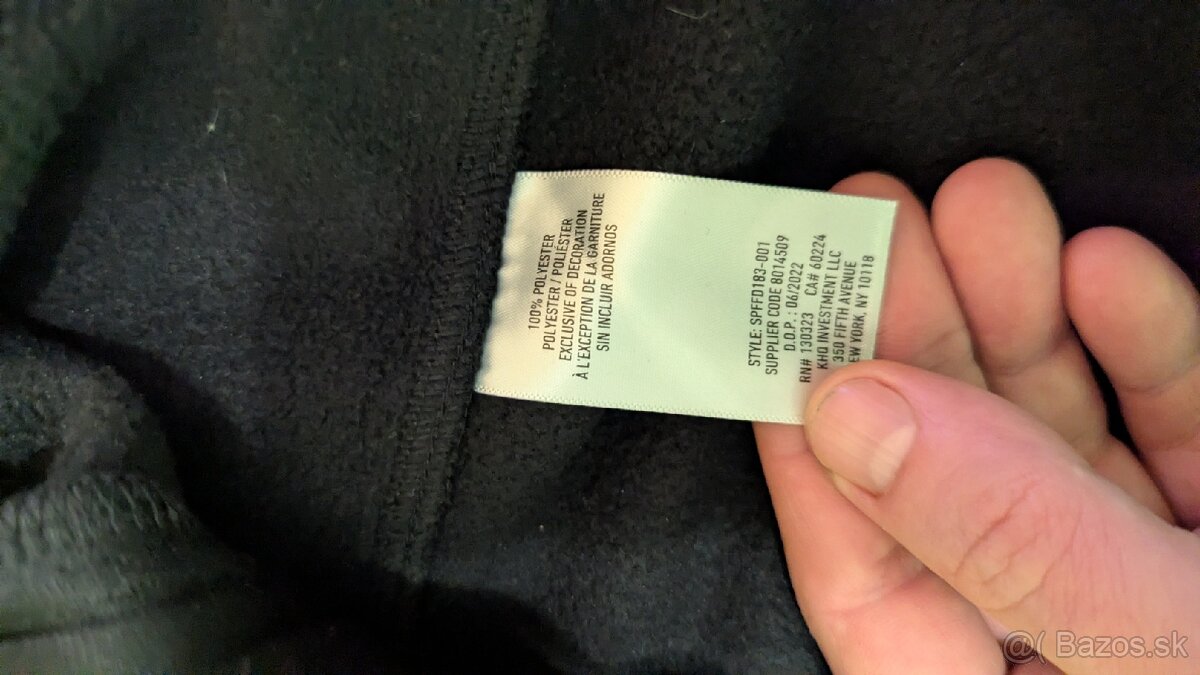 100% POLYESTER
POLYESTER / POLIÉSTER
EXCLUSIVE OF DECORATION
À L'EXCEPTION DE LA GARNITURE
SIN INCLUIR ADORNOS
STYLE: SPFFD183-001
SUPPLIER CODE 8014509
D.O.P.: 06/2022
RN# 130323 CA# 60224
KHQ INVESTMENT LLC
350 FIFTH AVENUE
EW YORK, NY 10118
Bazos.sk